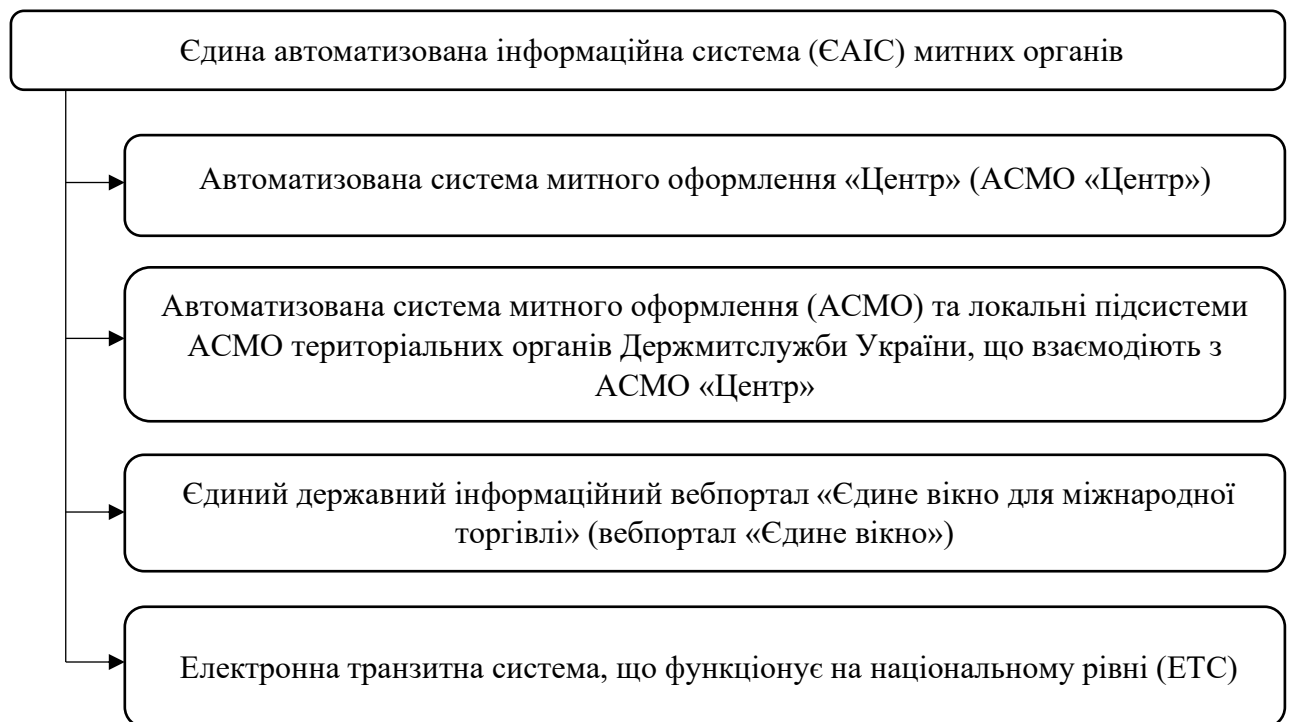 Єдина автоматизована інформаційна система (ЄАІС) митних органів
Автоматизована система митного оформлення «Центр» (АСМО «Центр»)
Автоматизована система митного оформлення (АСМО) та локальні підсистеми
АСМО територіальних органів Держмитслужби України, що взаємодіють з
АСМО «Центр»
Єдиний державний інформаційний вебпортал «Єдине вікно для міжнародної
торгівлі» (вебпортал «Єдине вікно»)
Електронна транзитна система, що функціонує на національному рівні (ЕТС)